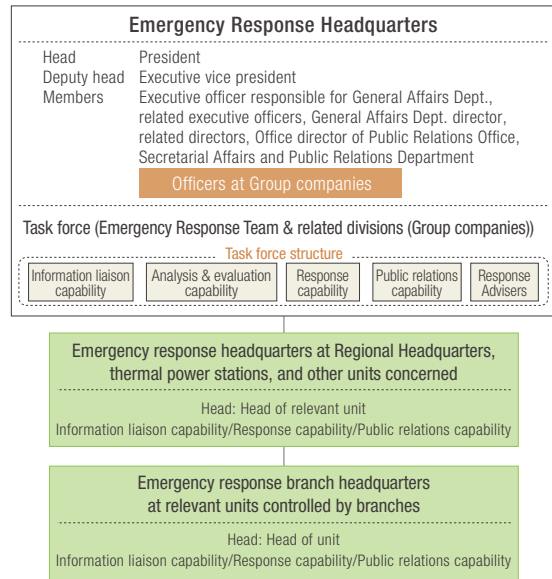 Emergency Response Headquarters
Head President
Deputy head Executive vice president
Members Executive officer responsible for General Affairs Dept.,
related executive officers, General Affairs Dept. director,
related directors, Office director of Public Relations Office,
Secretarial Affairs and Public Relations Department
Officers at Group companies
Task force (Emergency Response Team & related divisions (Group companies))
Task force structure
Information liaison
capability
Analysis & evaluation
capability
Response
capability
Public relations
capability
Response
Advisers
Emergency response headquarters at Regional Headquarters,
thermal power stations, and other units concerned
Head: Head of relevant unit
Information liaison capability/Response capability/Public relations capability
Emergency response branch headquarters
at relevant units controlled by branches
Head: Head of unit
Information liaison capability/Response capability/Public relations capability